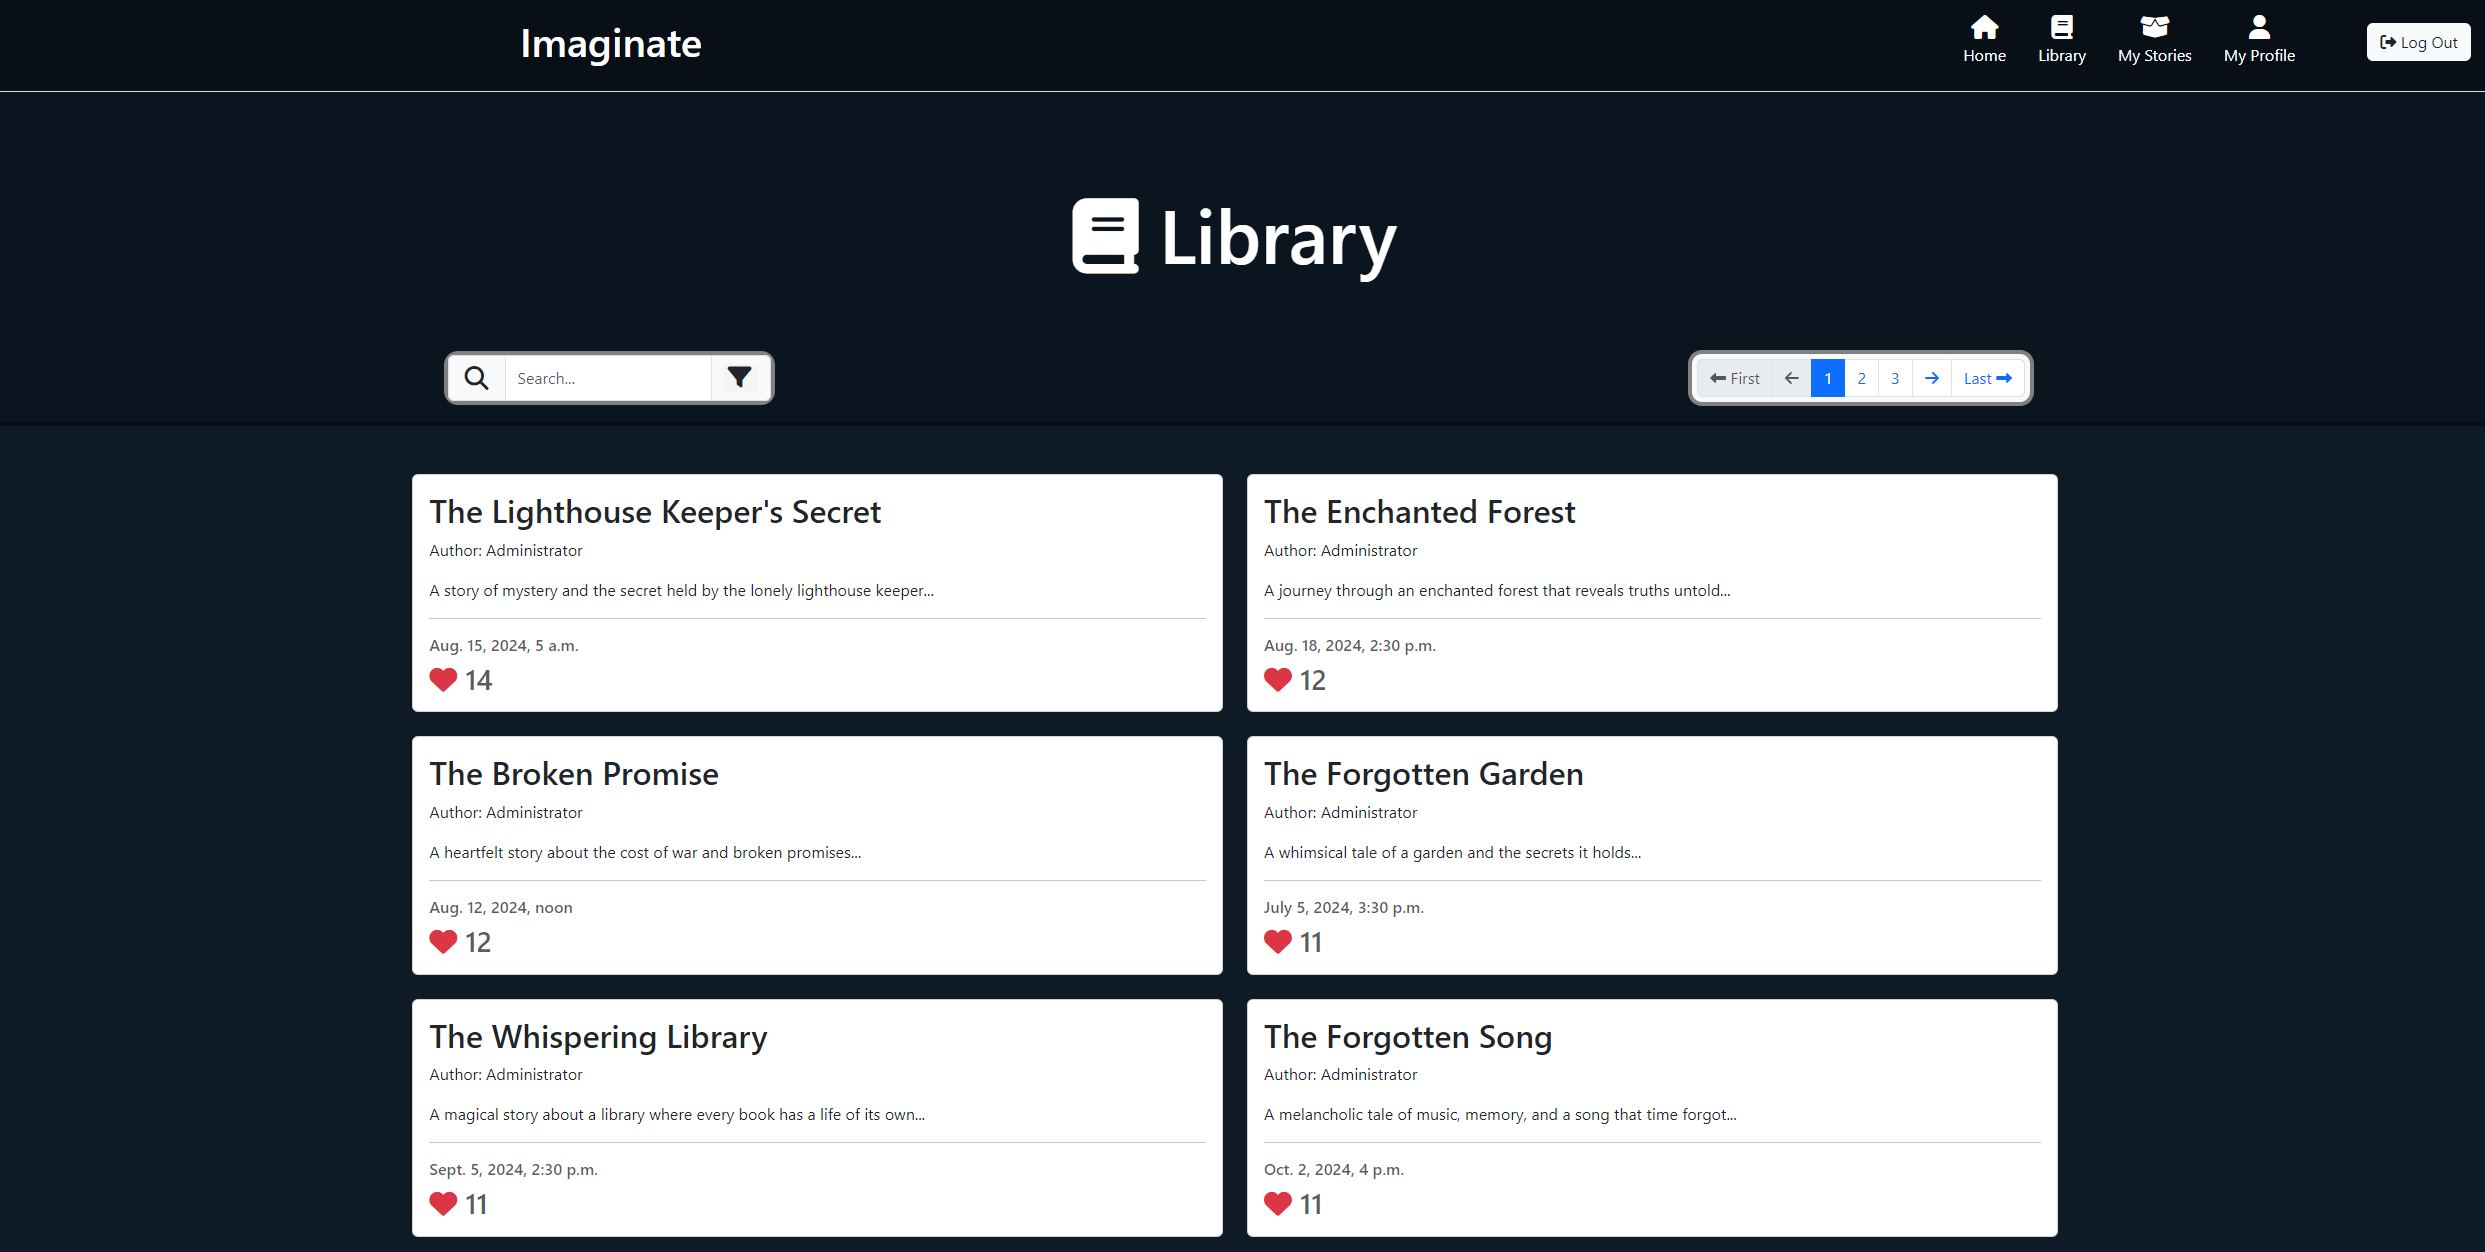 Imaginate
Home
Library
My Stories
My Profile
Log Out
Library
Search...
First
1
2
3
Last
The Lighthouse Keeper's Secret
Author: Administrator
A story of mystery and the secret held by the lonely lighthouse keeper...
Aug. 15, 2024, 5 a.m.
14
The Enchanted Forest
Author: Administrator
A journey through an enchanted forest that reveals truths untold...
Aug. 18, 2024, 2:30 p.m.
12
The Broken Promise
Author: Administrator
A heartfelt story about the cost of war and broken promises...
Aug. 12, 2024, noon
12
The Forgotten Garden
Author: Administrator
A whimsical tale of a garden and the secrets it holds...
July 5, 2024, 3:30 p.m.
11
The Whispering Library
Author: Administrator
A magical story about a library where every book has a life of its own...
Sept. 5, 2024, 2:30 p.m.
11
The Forgotten Song
Author: Administrator
A melancholic tale of music, memory, and a song that time forgot...
Oct. 2, 2024, 4 p.m.
11